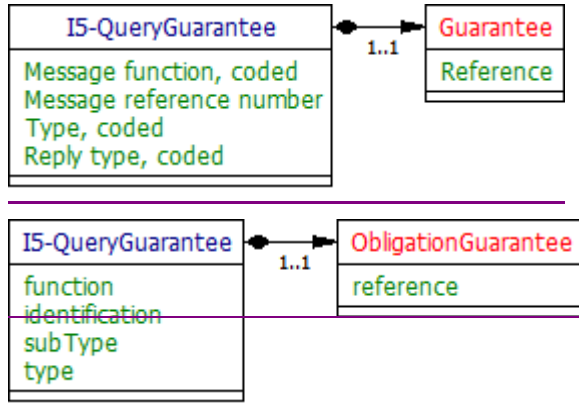 I5-QueryGuarantee
Message function, coded
Message reference number
Type, coded
Reply type, coded
1..1
Guarantee
Reference
I5-QueryGuarantee
function
identification
subType
type
1..1
ObligationGuarantee
reference